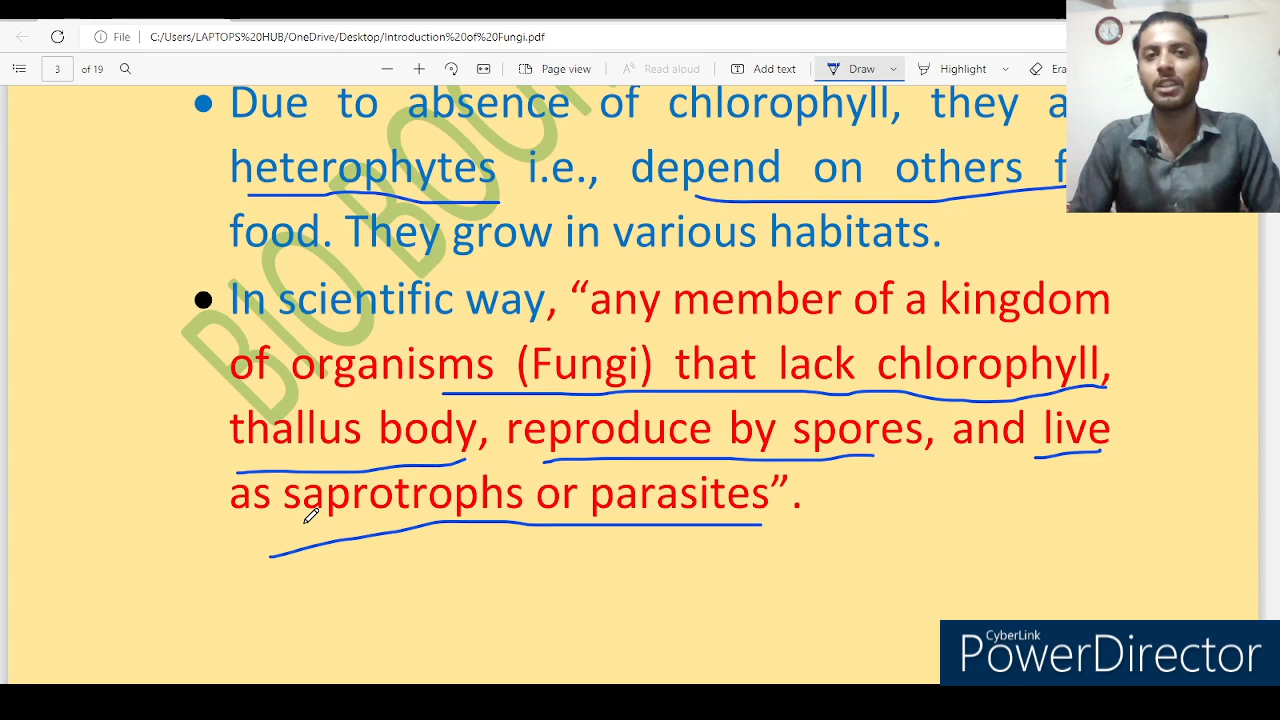 File C:/Users/LAPTOPS%20HUB/OneDrive/Desktop/Introduction%20of%20Fungi.pdf
3 of 19 Page view Read aloud Add text Draw Highlight Era
Due to absence of chlorophyll, they a
heterophytes i.e., depend on others f
food. They grow in various habitats.
In scientific way, “any member of a kingdom
of organisms (Fungi) that lack chlorophyll,
thallus body, reproduce by spores, and live
as saprotrophs or parasites”.
BIO BOOM
CyberLink
PowerDirector